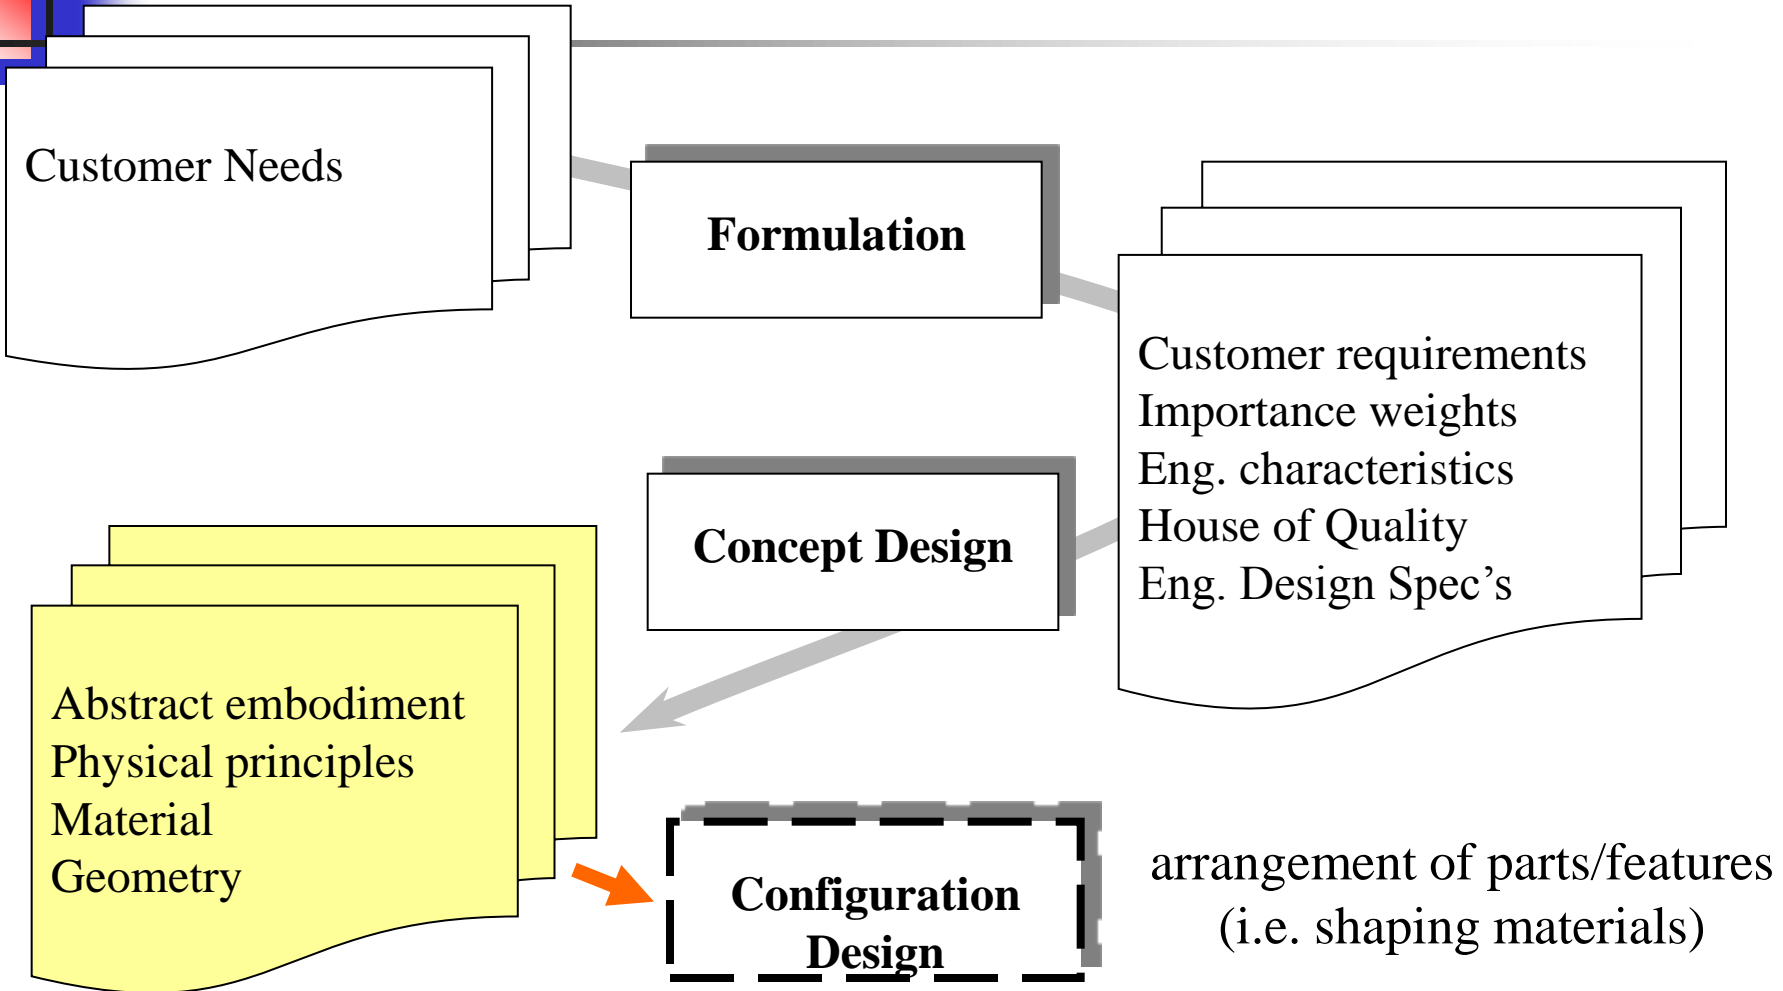 Customer Needs
Formulation
Customer requirements
Importance weights
Eng. characteristics
House of Quality
Eng. Design Spec’s
Concept Design
Abstract embodiment
Physical principles
Material
Geometry
Configuration
Design
arrangement of parts/features
(i.e. shaping materials)